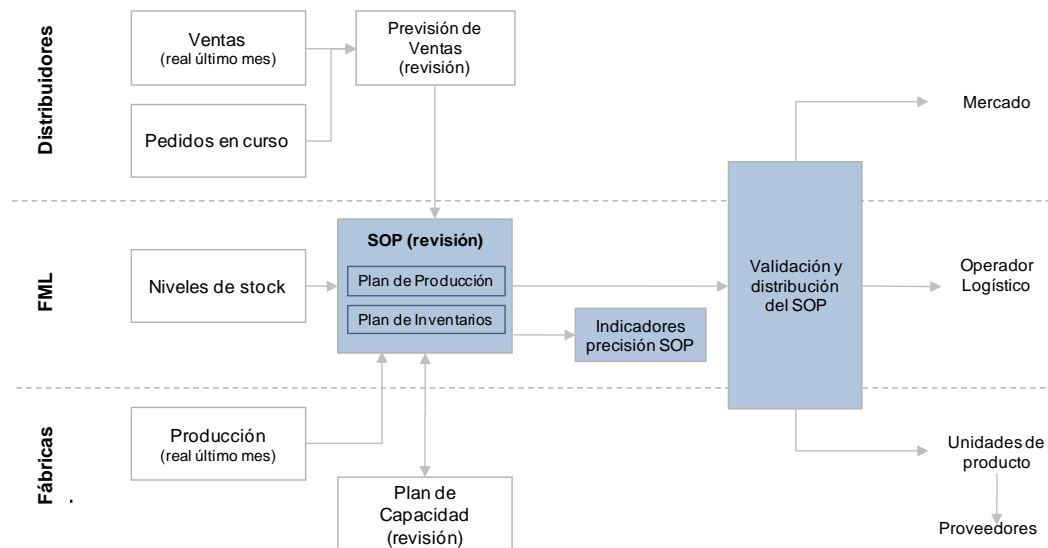 Distribuidores
Ventas
(real último mes)
Previsión de
Ventas
(revisión)
Pedidos en curso
Mercado
FML
Niveles de stock
SOP (revisión)
Plan de Producción
Plan de Inventarios
Indicadores
precisión SOP
Validación y
distribución
del SOP
Operador
Logístico
Fábricas
.
Producción
(real último mes)
Plan de
Capacidad
(revisión)
Unidades de
producto
Proveedores